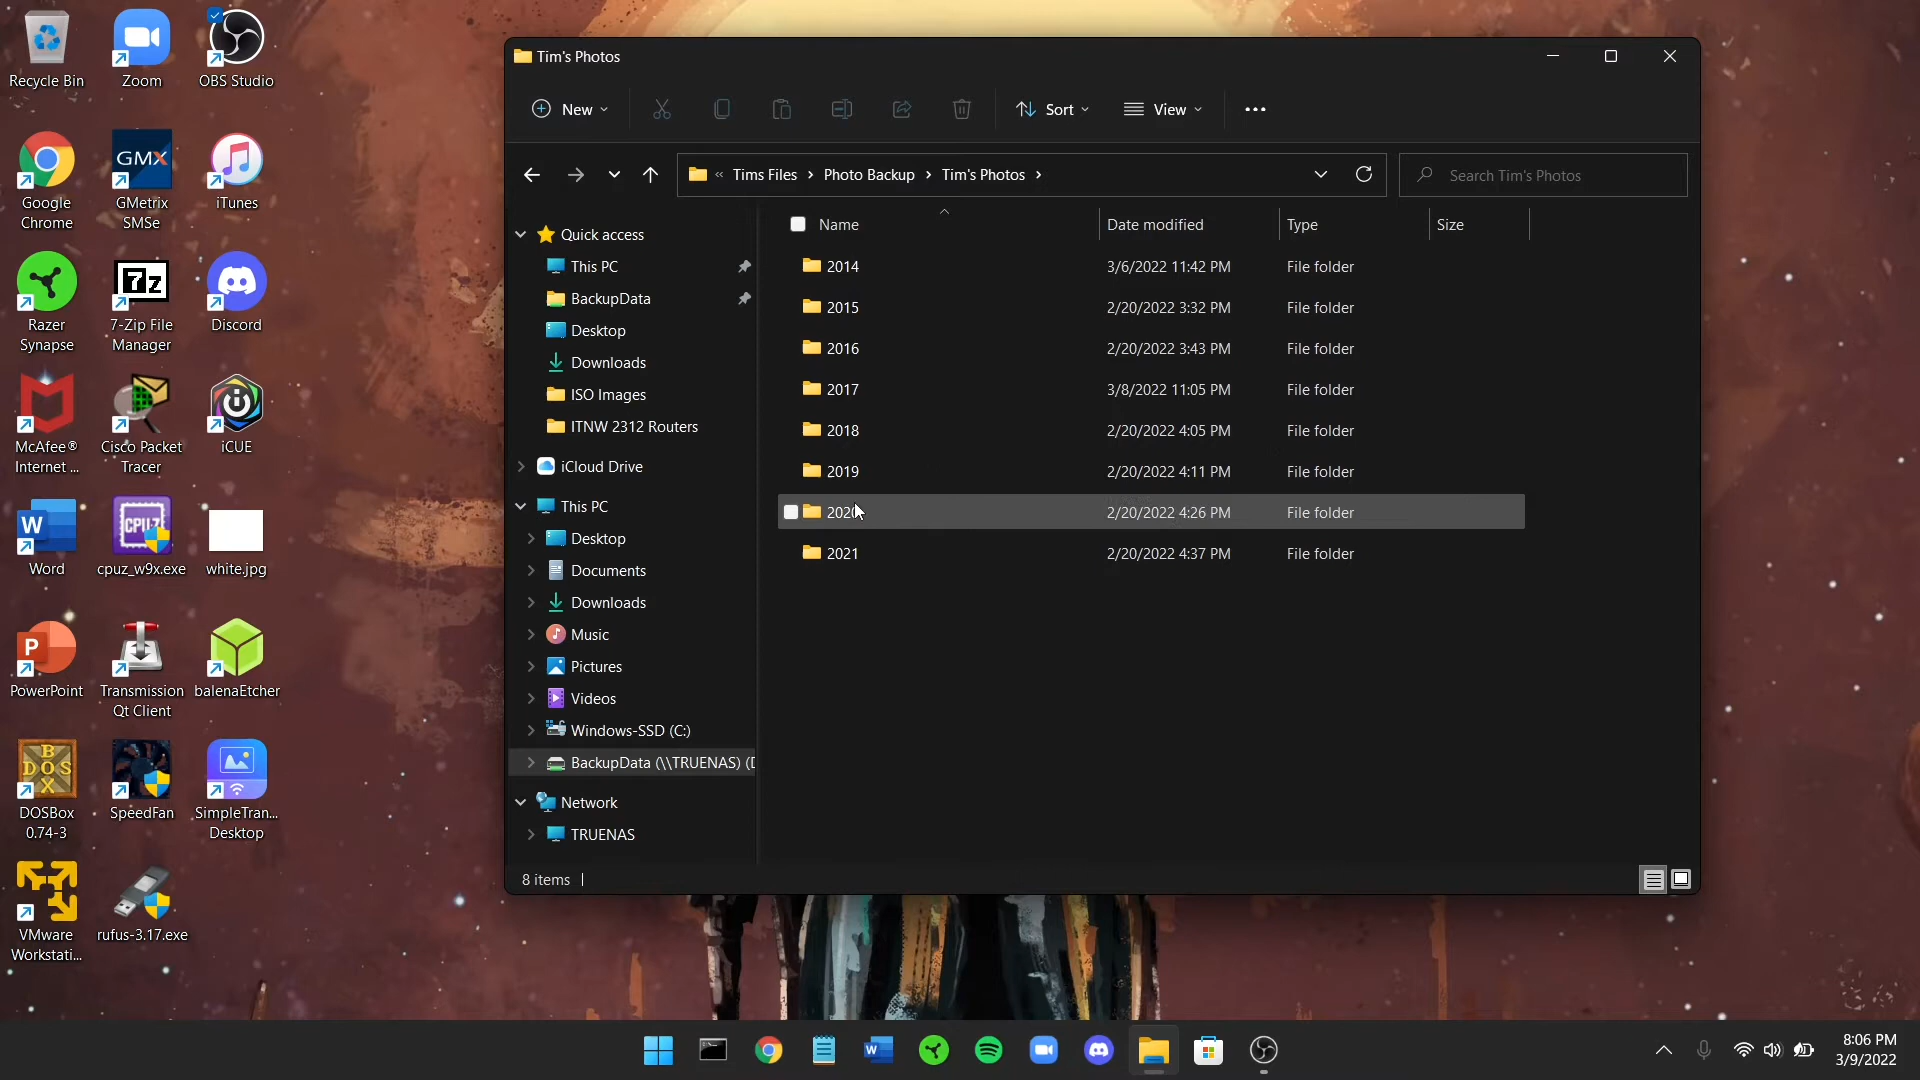 Recycle Bin
Zoom
OBS Studio
Google
Chrome
GMX
GMetrix
SMSe
iTunes
Razer
Synapse
7z
7-Zip File
Manager
Discord
McAfee®
Internet ...
Cisco Packet
Tracer
iCUE
W
Word
CPU-Z
cpuz_w9x.exe
white.jpg
P
PowerPoint
Transmission
Qt Client
balenaEtcher
B
DOS
X
DOSBox
0.74-3
SpeedFan
SimpleTran...
Desktop
VMware
Workstati...
rufus-3.17.exe
Tim's Photos
New
Sort
View
« Tims Files › Photo Backup › Tim's Photos ›
Search Tim's Photos
Quick access
This PC
BackupData
Desktop
Downloads
ISO Images
ITNW 2312 Routers
iCloud Drive
This PC
Desktop
Documents
Downloads
Music
Pictures
Videos
Windows-SSD (C:)
BackupData (\\TRUENAS) (
Network
TRUENAS
Name Date modified Type Size
2014 3/6/2022 11:42 PM File folder
2015 2/20/2022 3:32 PM File folder
2016 2/20/2022 3:43 PM File folder
2017 3/8/2022 11:05 PM File folder
2018 2/20/2022 4:05 PM File folder
2019 2/20/2022 4:11 PM File folder
2020 2/20/2022 4:26 PM File folder
2021 2/20/2022 4:37 PM File folder
8 items
W
8:06 PM
3/9/2022